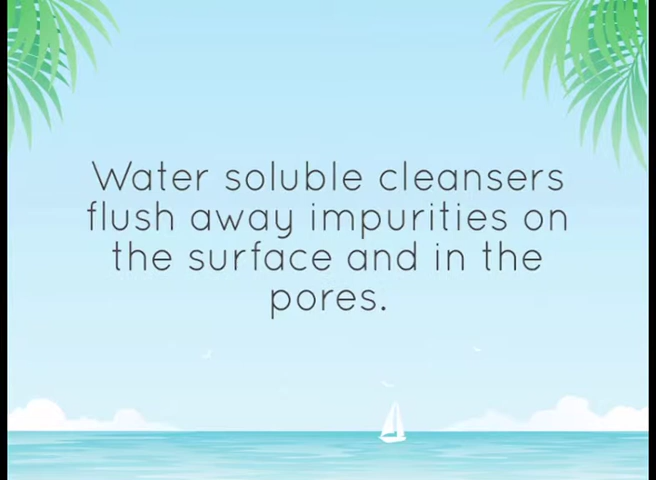 Water soluble cleansers
flush away impurities on
the surface and in the
pores.